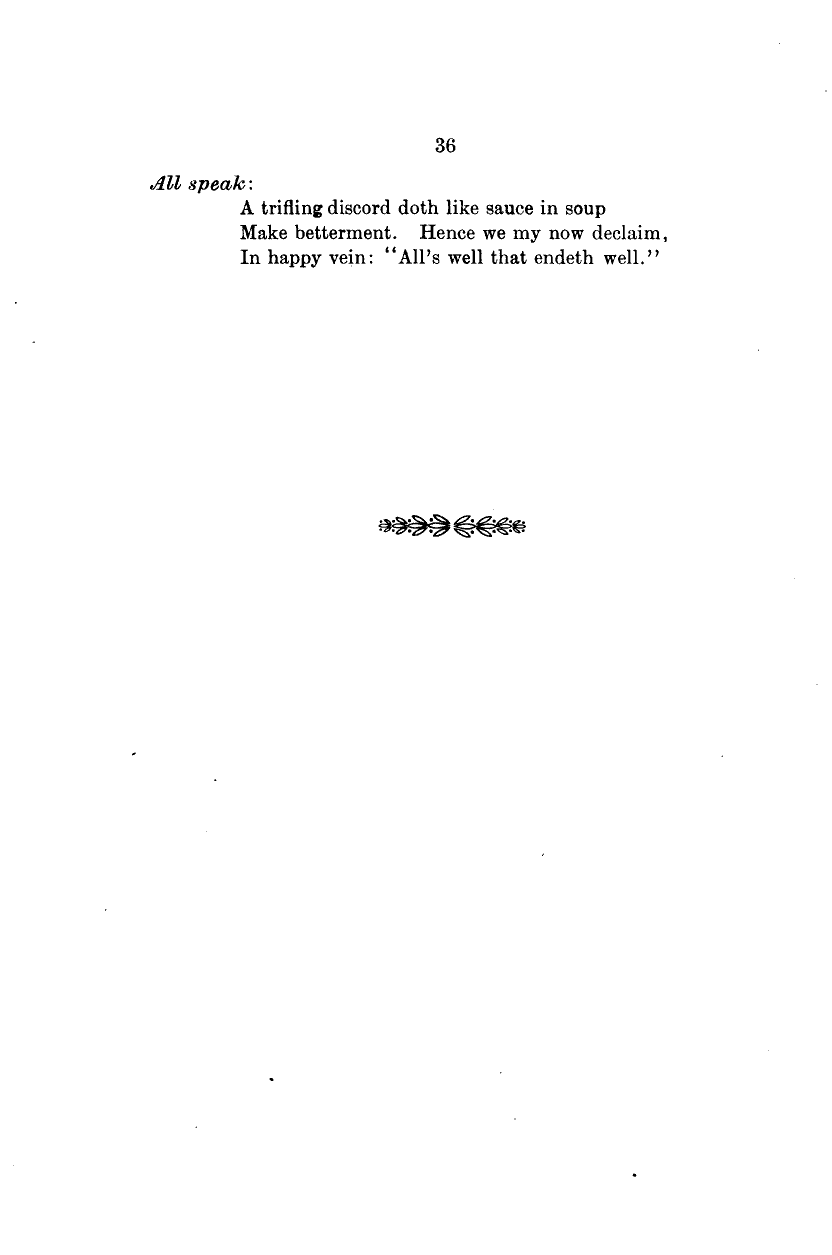 36
All speak:
A trifling discord doth like sauce in soup
Make betterment. Hence we my now declaim,
In happy vein: "All's well that endeth well."